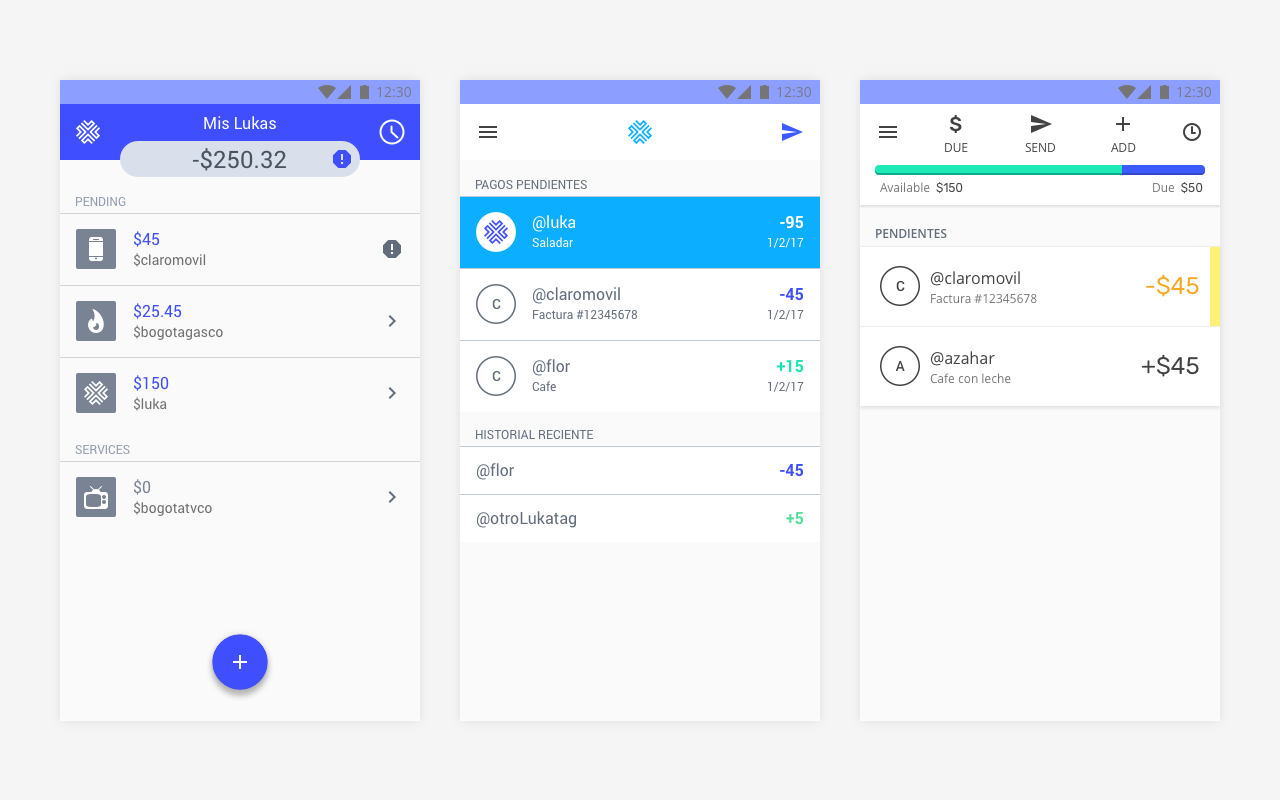 12:30
Mis Lukas
-$250.32
PENDING
$45
$claromovil
$25.45
$bogotagasco
$150
$luka
SERVICES
$0
$bogotatvco
12:30
PAGOS PENDIENTES
@luka -95
Saladar 1/2/17
C @claromovil -45
Factura #12345678 1/2/17
C @flor +15
Cafe 1/2/17
HISTORIAL RECIENTE
@flor -45
@otroLukatag +5
12:30
DUE SEND ADD
Available $150 Due $50
PENDIENTES
C @claromovil -$45
Factura #12345678
A @azahar +$45
Cafe con leche